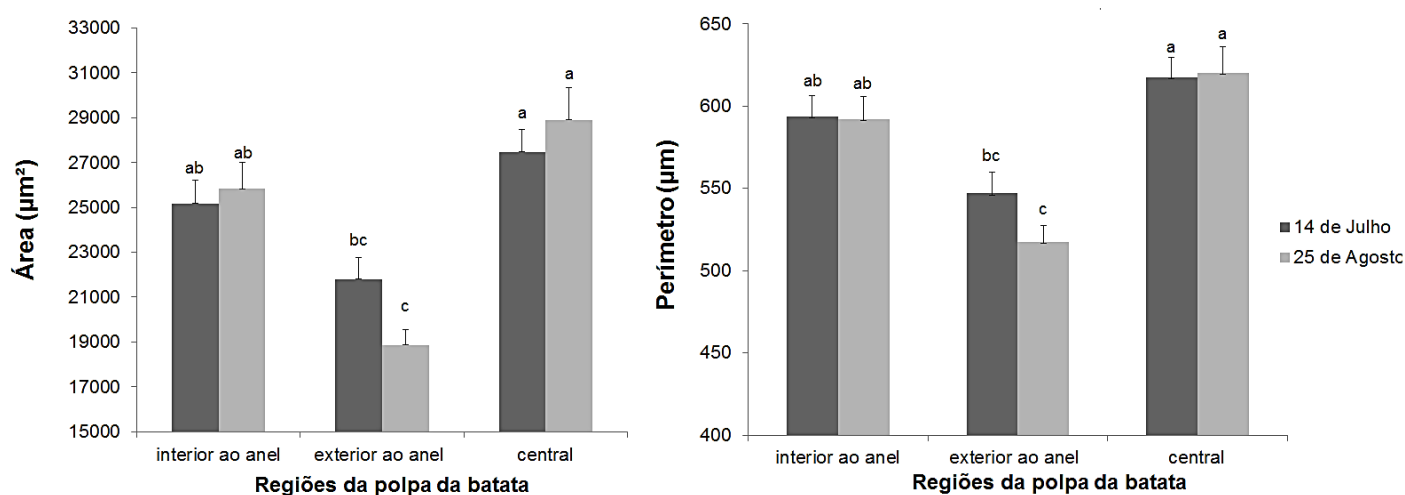 33000
31000
29000
27000
25000
23000
21000
19000
17000
15000
Área (µm²)
ab
ab
bc
c
a
a
interior ao anel
exterior ao anel
central
Regiões da polpa da batata
650
600
550
500
450
400
Perímetro (µm)
ab
ab
bc
c
a
a
interior ao anel
exterior ao anel
central
Regiões da polpa da batata
14 de Julho
25 de Agosto